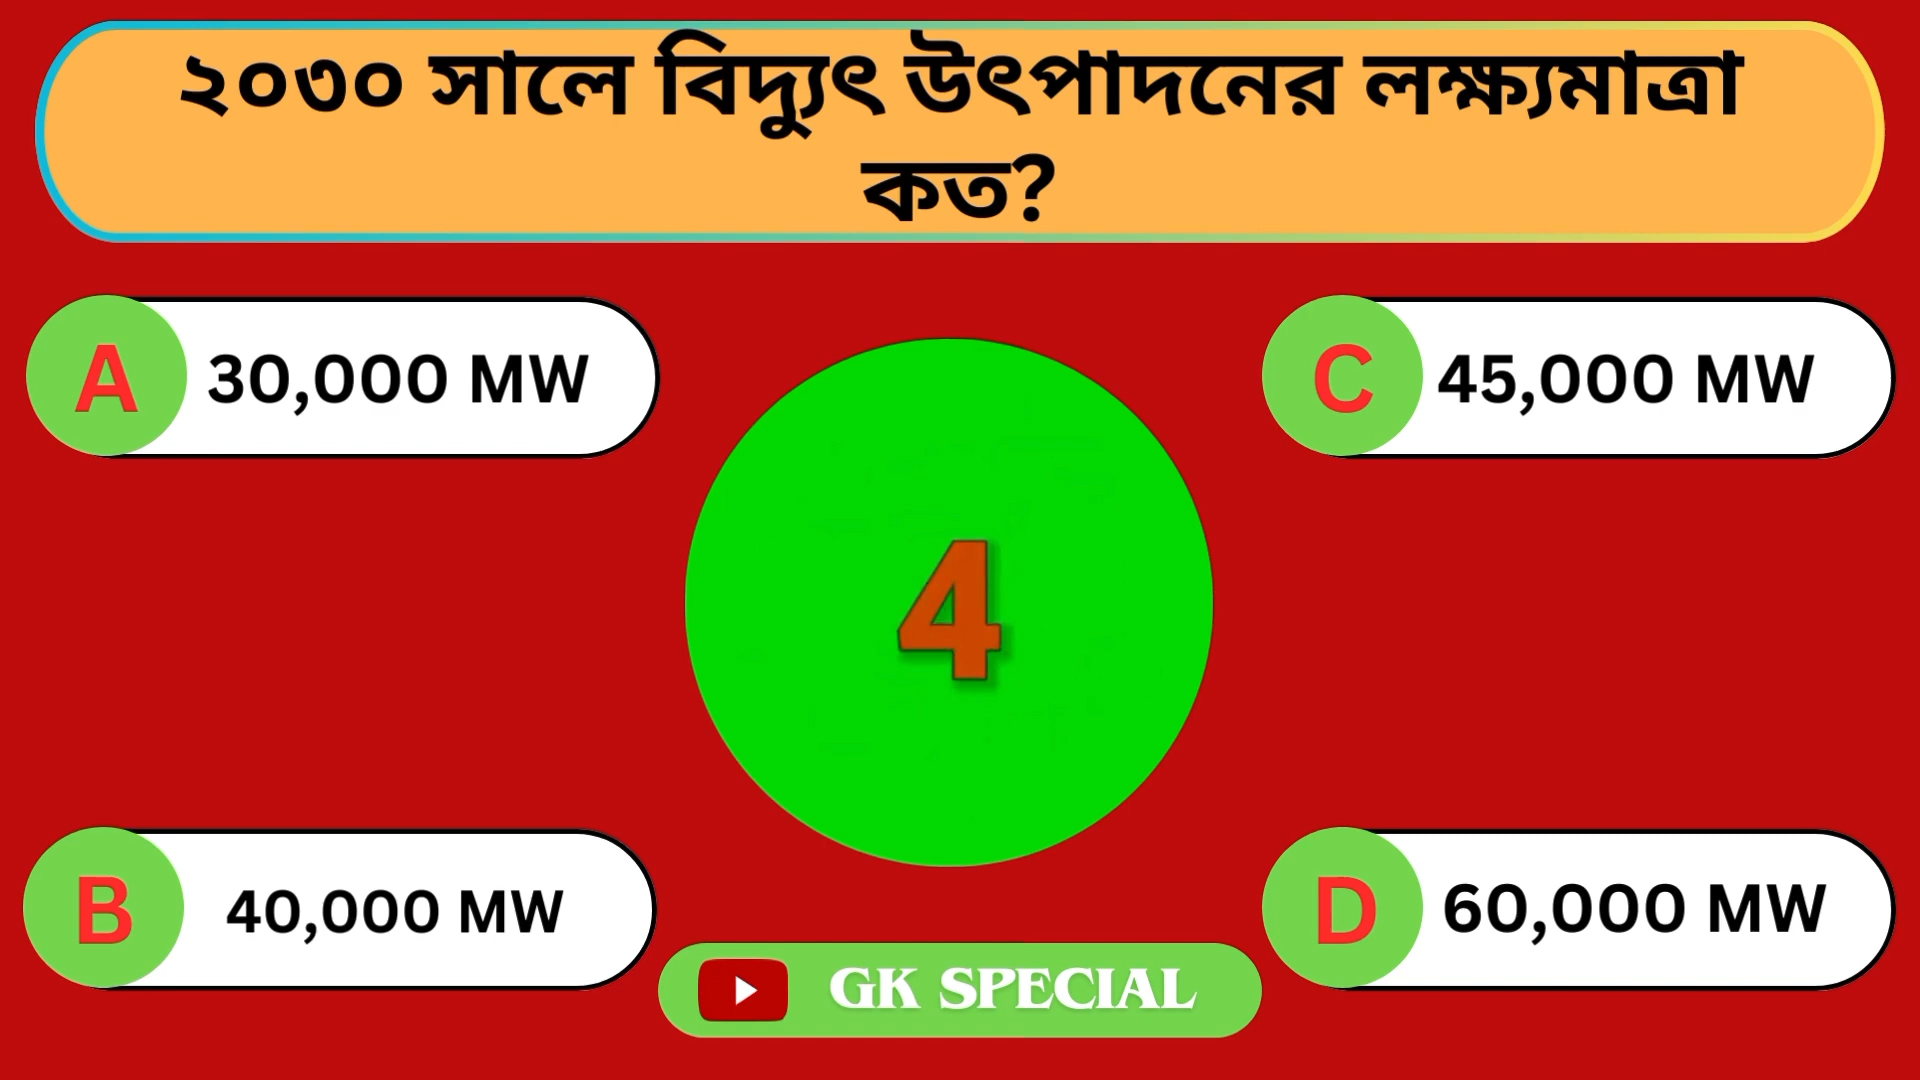 ২০৩০ সালে বিদ্যুৎ উৎপাদনের লক্ষ্যমাত্রা
কত?
A 30,000 MW
C 45,000 MW
4
B 40,000 MW
D 60,000 MW
GK SPECIAL